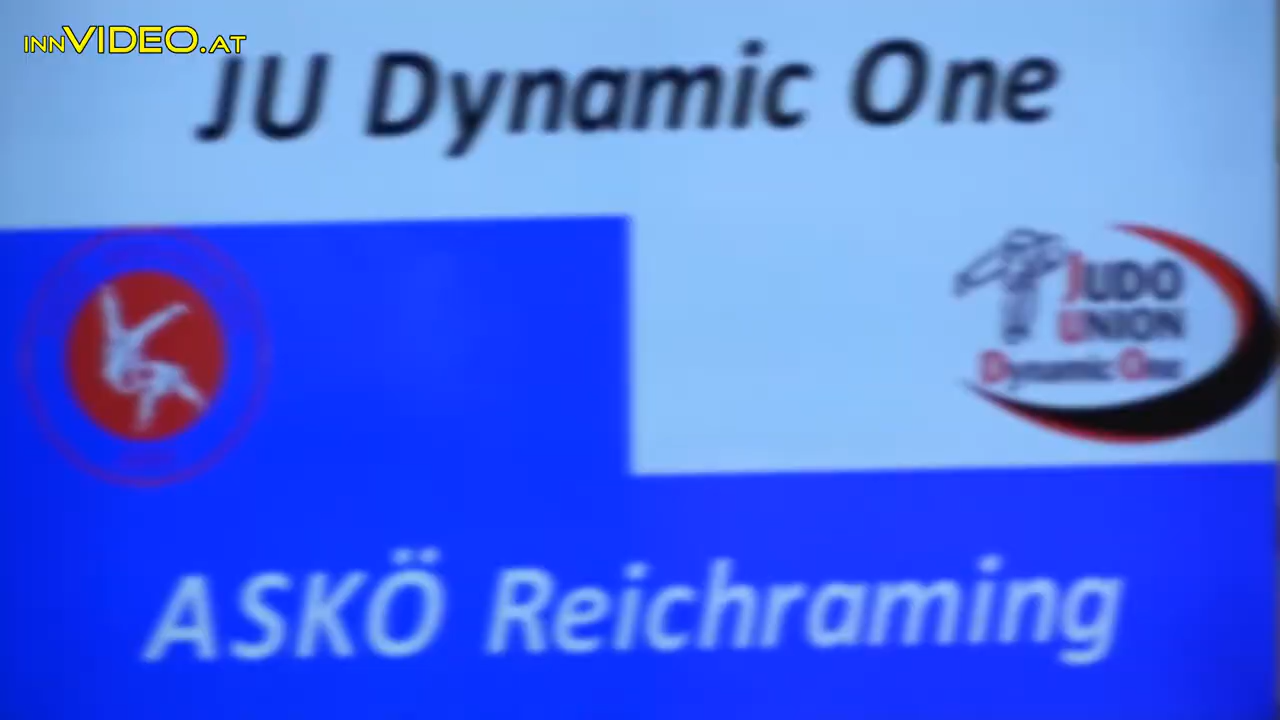 innVIDEO.AT
JU Dynamic One
JUDO
UNION
Dynamic One
ASKÖ Reichraming